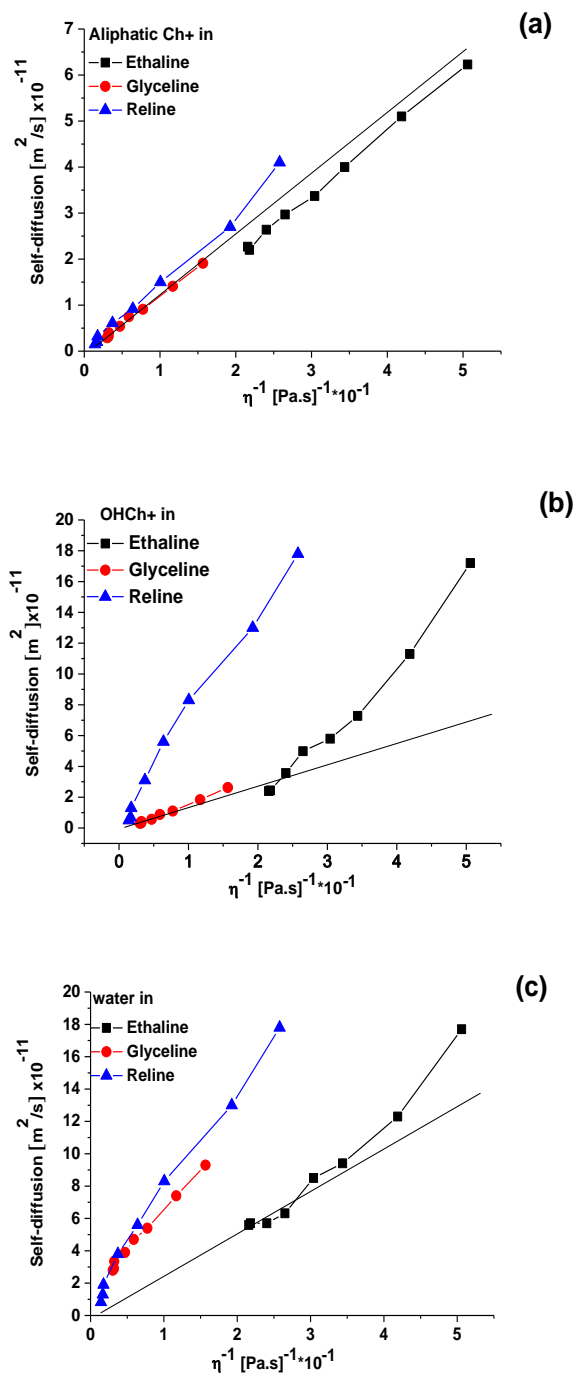 (a)
Aliphatic Ch+ in
Ethaline
Glyceline
Reline
Self-diffusion [m²/s] x10⁻¹¹
7
6
5
4
3
2
1
0
0 1 2 3 4 5
η⁻¹ [Pa.s]⁻¹*10⁻¹
(b)
OHCh+ in
Ethaline
Glyceline
Reline
Self-diffusion [m²]x10⁻¹¹
20
18
16
14
12
10
8
6
4
2
0
0 1 2 3 4 5
η⁻¹ [Pa.s]⁻¹*10⁻¹
(c)
water in
Ethaline
Glyceline
Reline
Self-diffusion [m²/s] x10⁻¹¹
20
18
16
14
12
10
8
6
4
2
0
0 1 2 3 4 5
η⁻¹ [Pa.s]⁻¹*10⁻¹